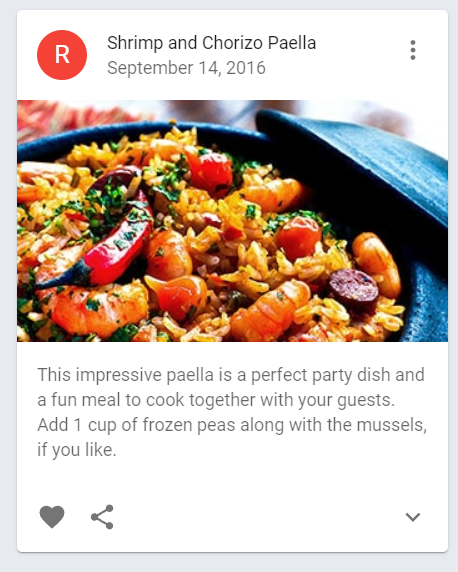 R
Shrimp and Chorizo Paella
September 14, 2016
This impressive paella is a perfect party dish and
a fun meal to cook together with your guests.
Add 1 cup of frozen peas along with the mussels,
if you like.